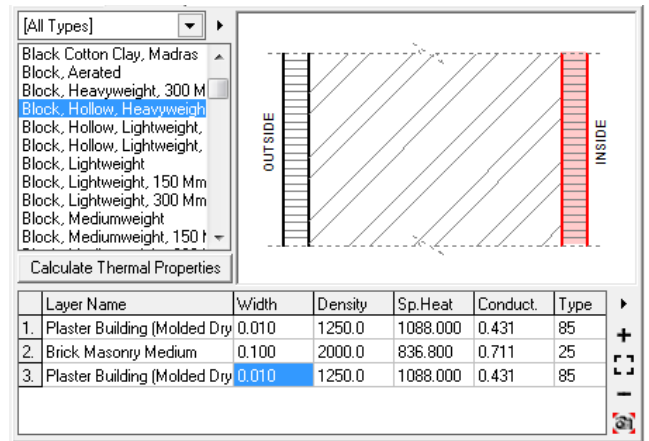 [All Types]
Black Cotton Clay, Madras
Block, Aerated
Block, Heavyweight, 300 M
Block, Hollow, Heavyweigh
Block, Hollow, Lightweight,
Block, Hollow, Lightweight,
Block, Lightweight
Block, Lightweight, 150 Mm
Block, Lightweight, 300 Mm
Block, Mediumweight
Block, Mediumweight, 150
Calculate Thermal Properties
OUTSIDE
INSIDE
Layer Name Width Density Sp.Heat Conduct. Type
1. Plaster Building (Molded Dry 0.010 1250.0 1088.000 0.431 85
2. Brick Masonry Medium 0.100 2000.0 836.800 0.711 25
3. Plaster Building (Molded Dry 0.010 1250.0 1088.000 0.431 85